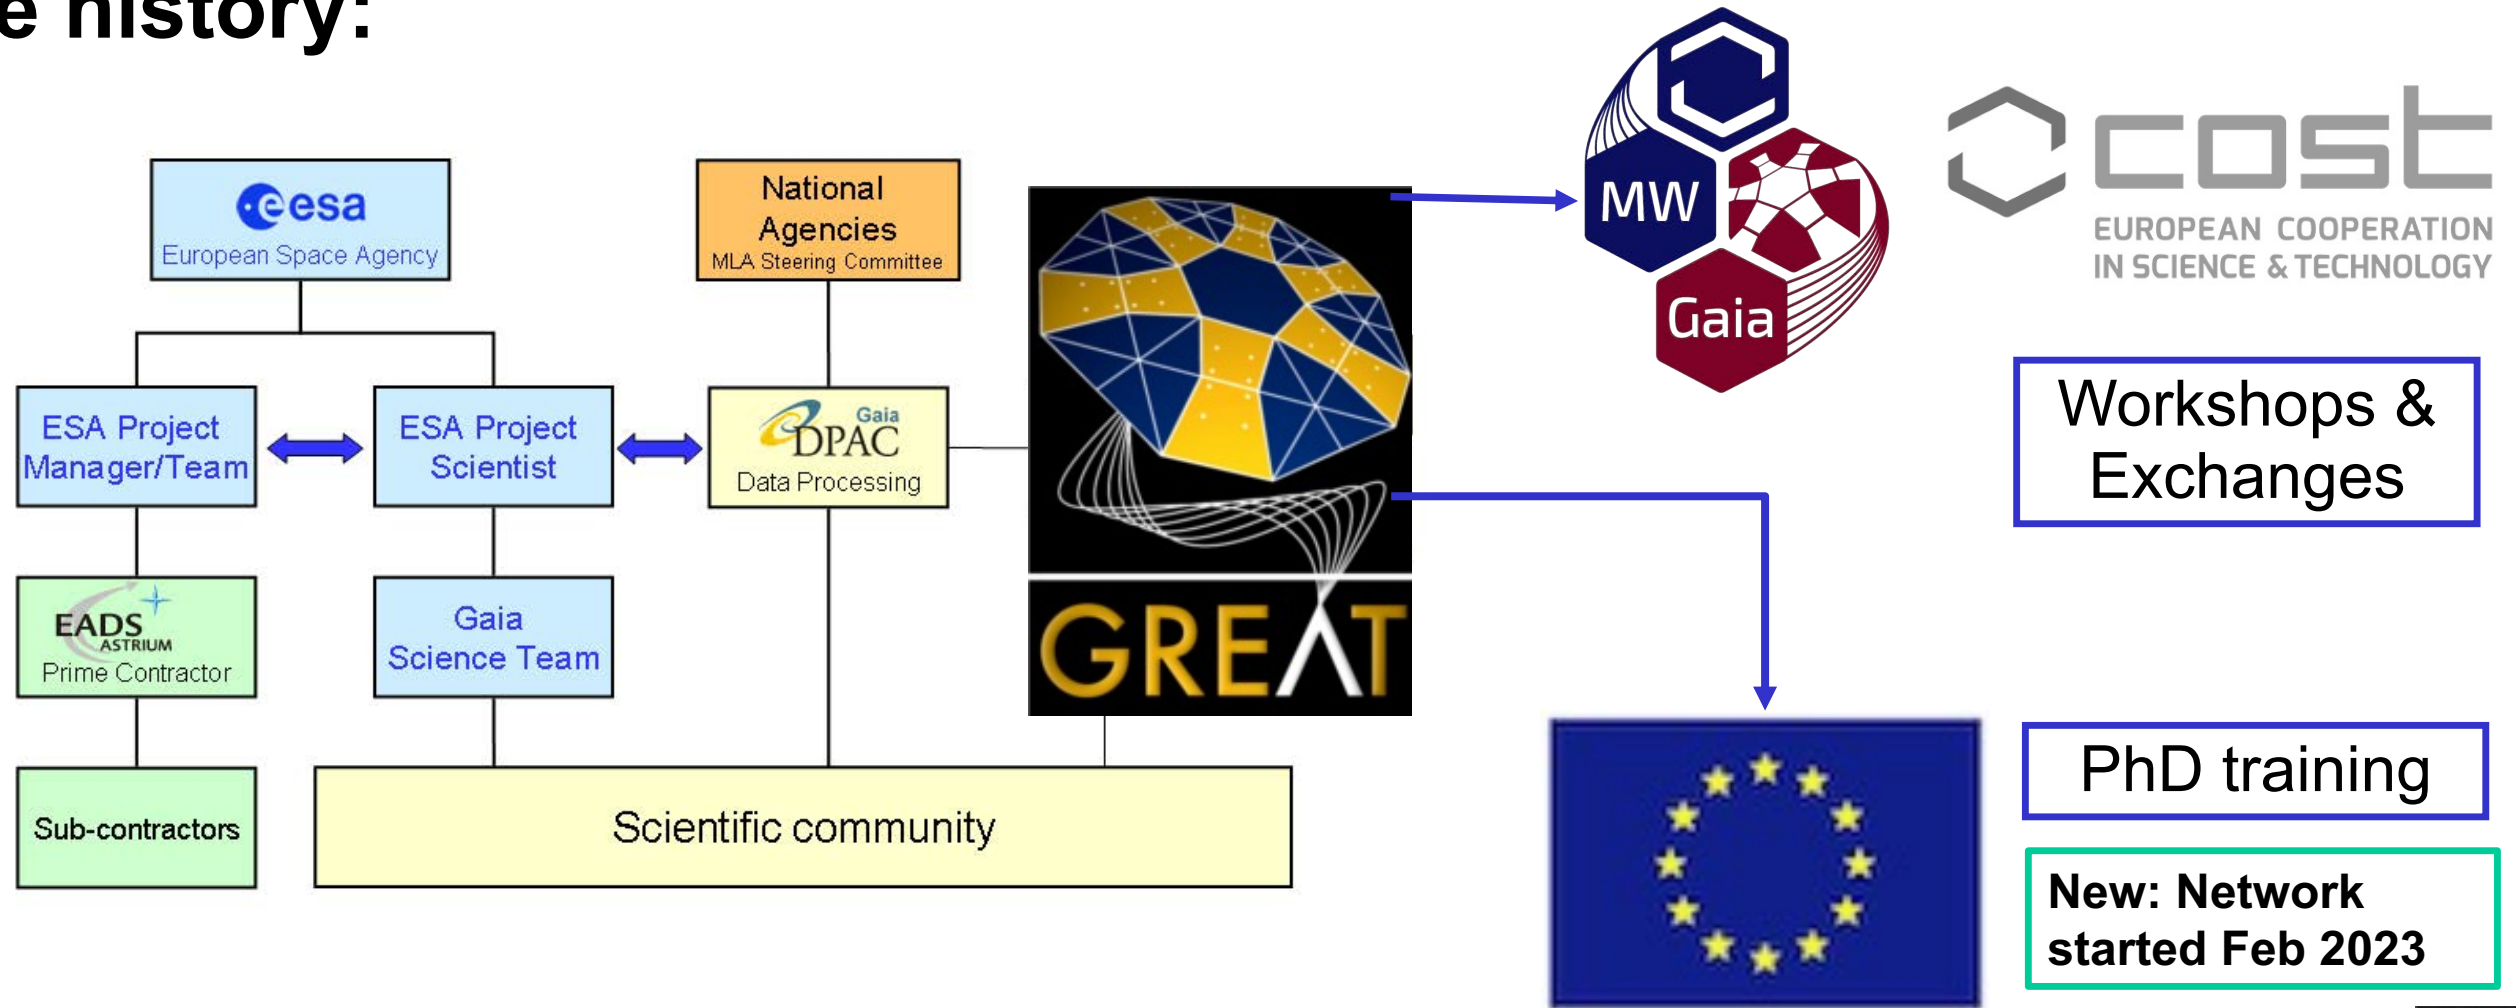 e history:
esa
European Space Agency
National
Agencies
MLA Steering Committee
MW
Gaia
cost
EUROPEAN COOPERATION
IN SCIENCE & TECHNOLOGY
ESA Project
Manager/Team
ESA Project
Scientist
Gaia
DPAC
Data Processing
Workshops &
Exchanges
EADS
ASTRIUM
Prime Contractor
Gaia
Science Team
GREAT
Sub-contractors
Scientific community
PhD training
New: Network
started Feb 2023